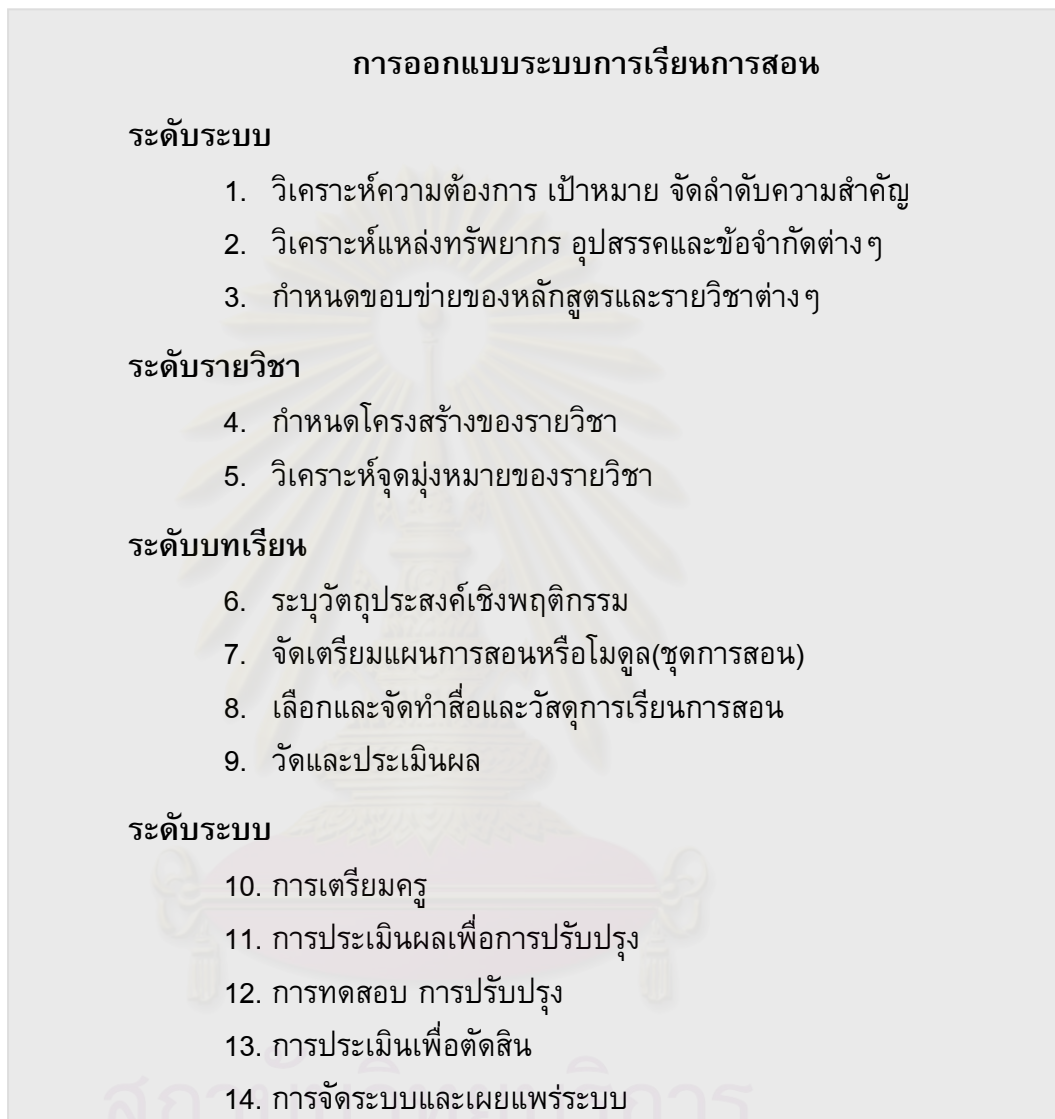 การออกแบบระบบการเรียนการสอน
ระดับระบบ
1. วิเคราะห์ความต้องการ เป้าหมาย จัดลำดับความสำคัญ
2. วิเคราะห์แหล่งทรัพยากร อุปสรรคและข้อจำกัดต่างๆ
3. กำหนดขอบข่ายของหลักสูตรและรายวิชาต่างๆ
ระดับรายวิชา
4. กำหนดโครงสร้างของรายวิชา
5. วิเคราะห์จุดมุ่งหมายของรายวิชา
ระดับบทเรียน
6. ระบุวัตถุประสงค์เชิงพฤติกรรม
7. จัดเตรียมแผนการสอนหรือโมดูล(ชุดการสอน)
8. เลือกและจัดทำสื่อและวัสดุการเรียนการสอน
9. วัดและประเมินผล
ระดับระบบ
10. การเตรียมครู
11. การประเมินผลเพื่อการปรับปรุง
12. การทดสอบ การปรับปรุง
13. การประเมินเพื่อตัดสิน
14. การจัดระบบและเผยแพร่ระบบ
สถาบันวิทยบริการ